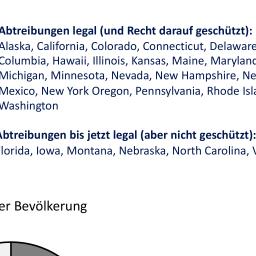 Abtreibungen legal (und Recht darauf geschützt):
Alaska, California, Colorado, Connecticut, Delaware
Columbia, Hawaii, Illinois, Kansas, Maine, Maryland
Michigan, Minnesota, Nevada, New Hampshire, Ne
Mexico, New York Oregon, Pennsylvania, Rhode Isla
Washington
Abtreibungen bis jetzt legal (aber nicht geschützt):
lorida, Iowa, Montana, Nebraska, North Carolina, V
er Bevölkerung